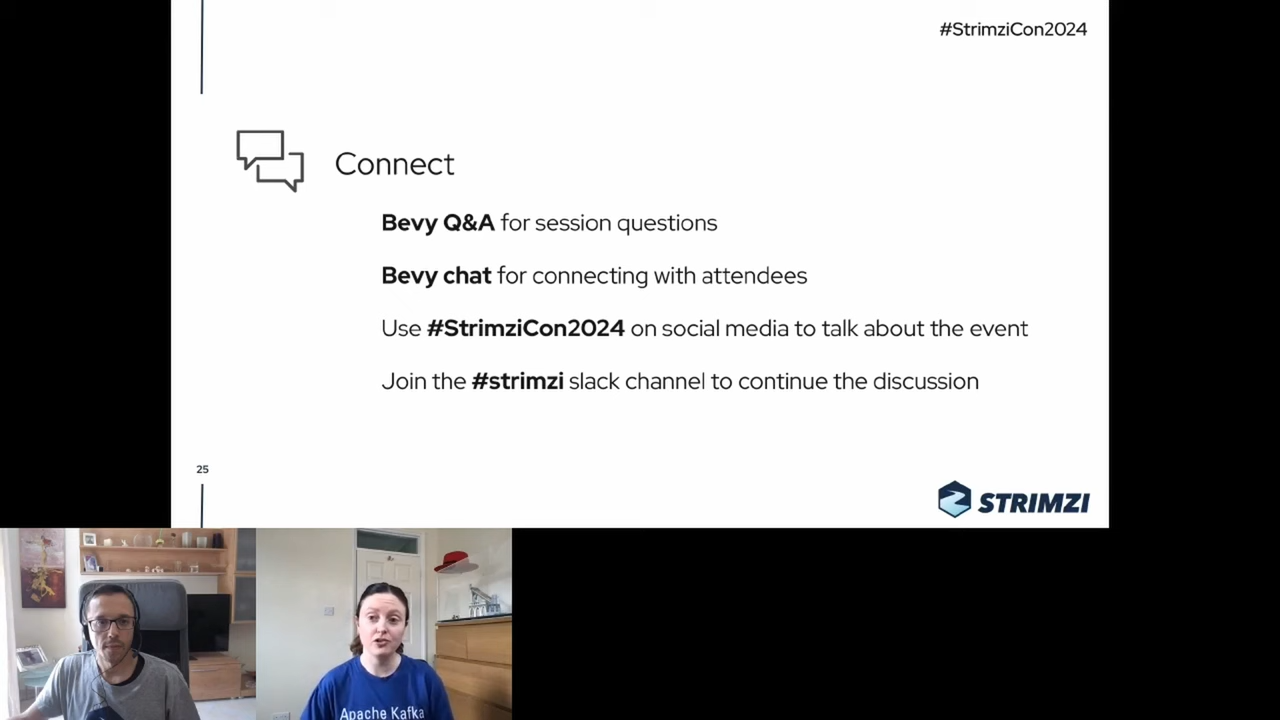 #StrimziCon2024
Connect
Bevy Q&A for session questions
Bevy chat for connecting with attendees
Use #StrimziCon2024 on social media to talk about the event
Join the #strimzi slack channel to continue the discussion
25
STRIMZI
Apache Kafka